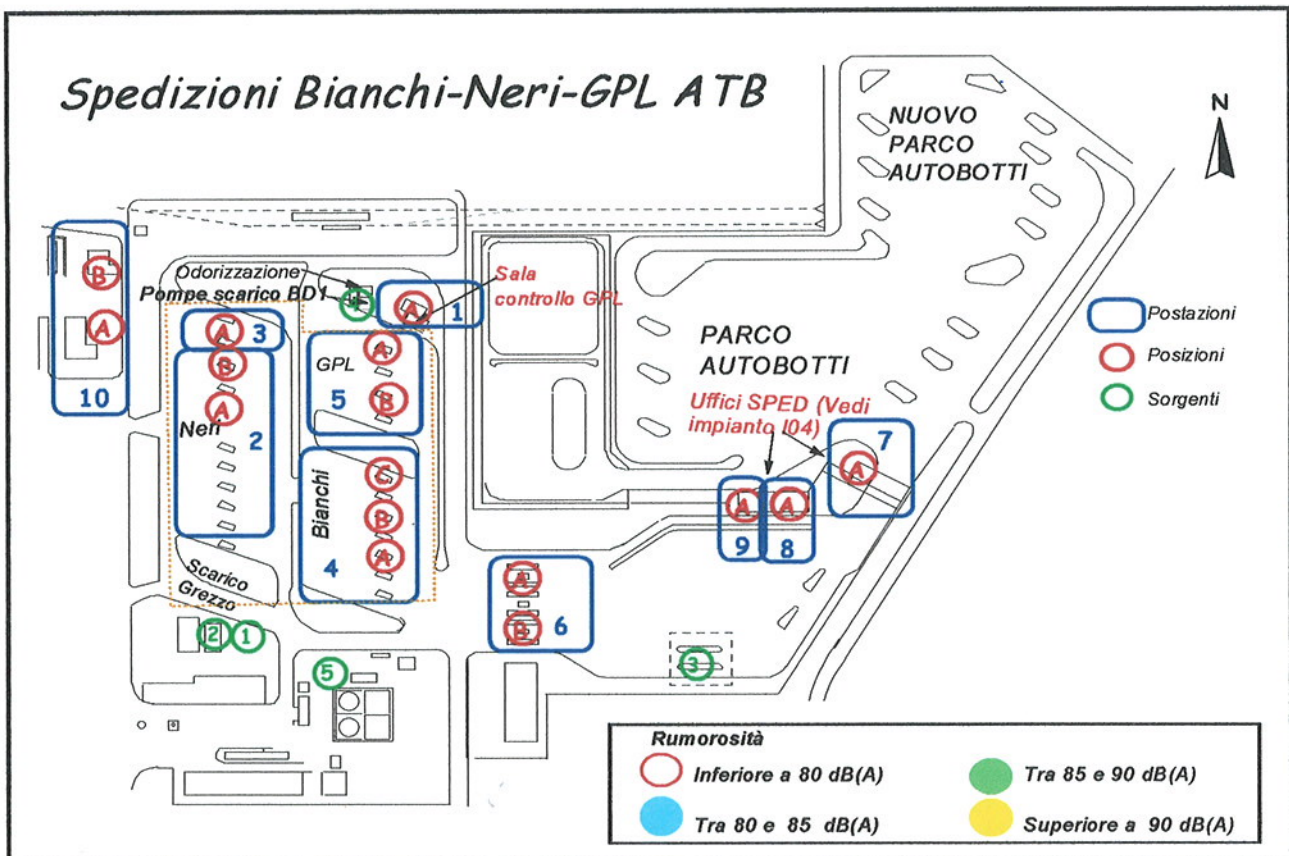 Spedizioni Bianchi-Neri-GPL ATB
N
NUOVO
PARCO
AUTOBOTTI
B
A
10
Odorizzazione
Pompe scarico BD1
4
A
1
Sala
controllo GPL
A
3
B
A
Neri
2
A
GPL
B
5
C
Bianchi
B
A
4
PARCO
AUTOBOTTI
Uffici SPED (Vedi
impianto I04)
7
A
A
A
9
8
Postazioni
Posizioni
Sorgenti
Scarico
Grezzo
2
1
5
A
B
6
3
Rumorosità
Inferiore a 80 dB(A)
Tra 85 e 90 dB(A)
Tra 80 e 85 dB(A)
Superiore a 90 dB(A)